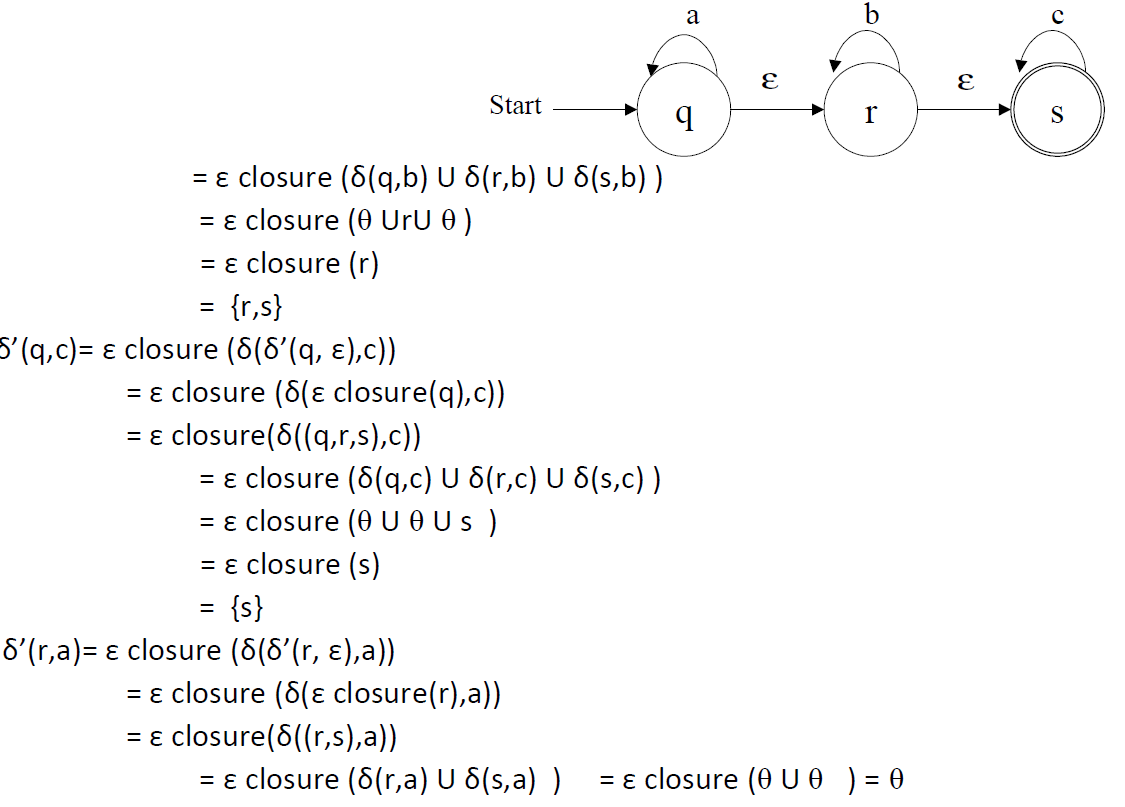 a b c
ε ε
Start q r s
= ε closure (δ(q,b) U δ(r,b) U δ(s,b) )
= ε closure (θ UrU θ )
= ε closure (r)
= {r,s}
δ’(q,c)= ε closure (δ(δ’(q, ε),c))
= ε closure (δ(ε closure(q),c))
= ε closure(δ((q,r,s),c))
= ε closure (δ(q,c) U δ(r,c) U δ(s,c) )
= ε closure (θ U θ U s )
= ε closure (s)
= {s}
δ’(r,a)= ε closure (δ(δ’(r, ε),a))
= ε closure (δ(ε closure(r),a))
= ε closure(δ((r,s),a))
= ε closure (δ(r,a) U δ(s,a) ) = ε closure (θ U θ ) = θ